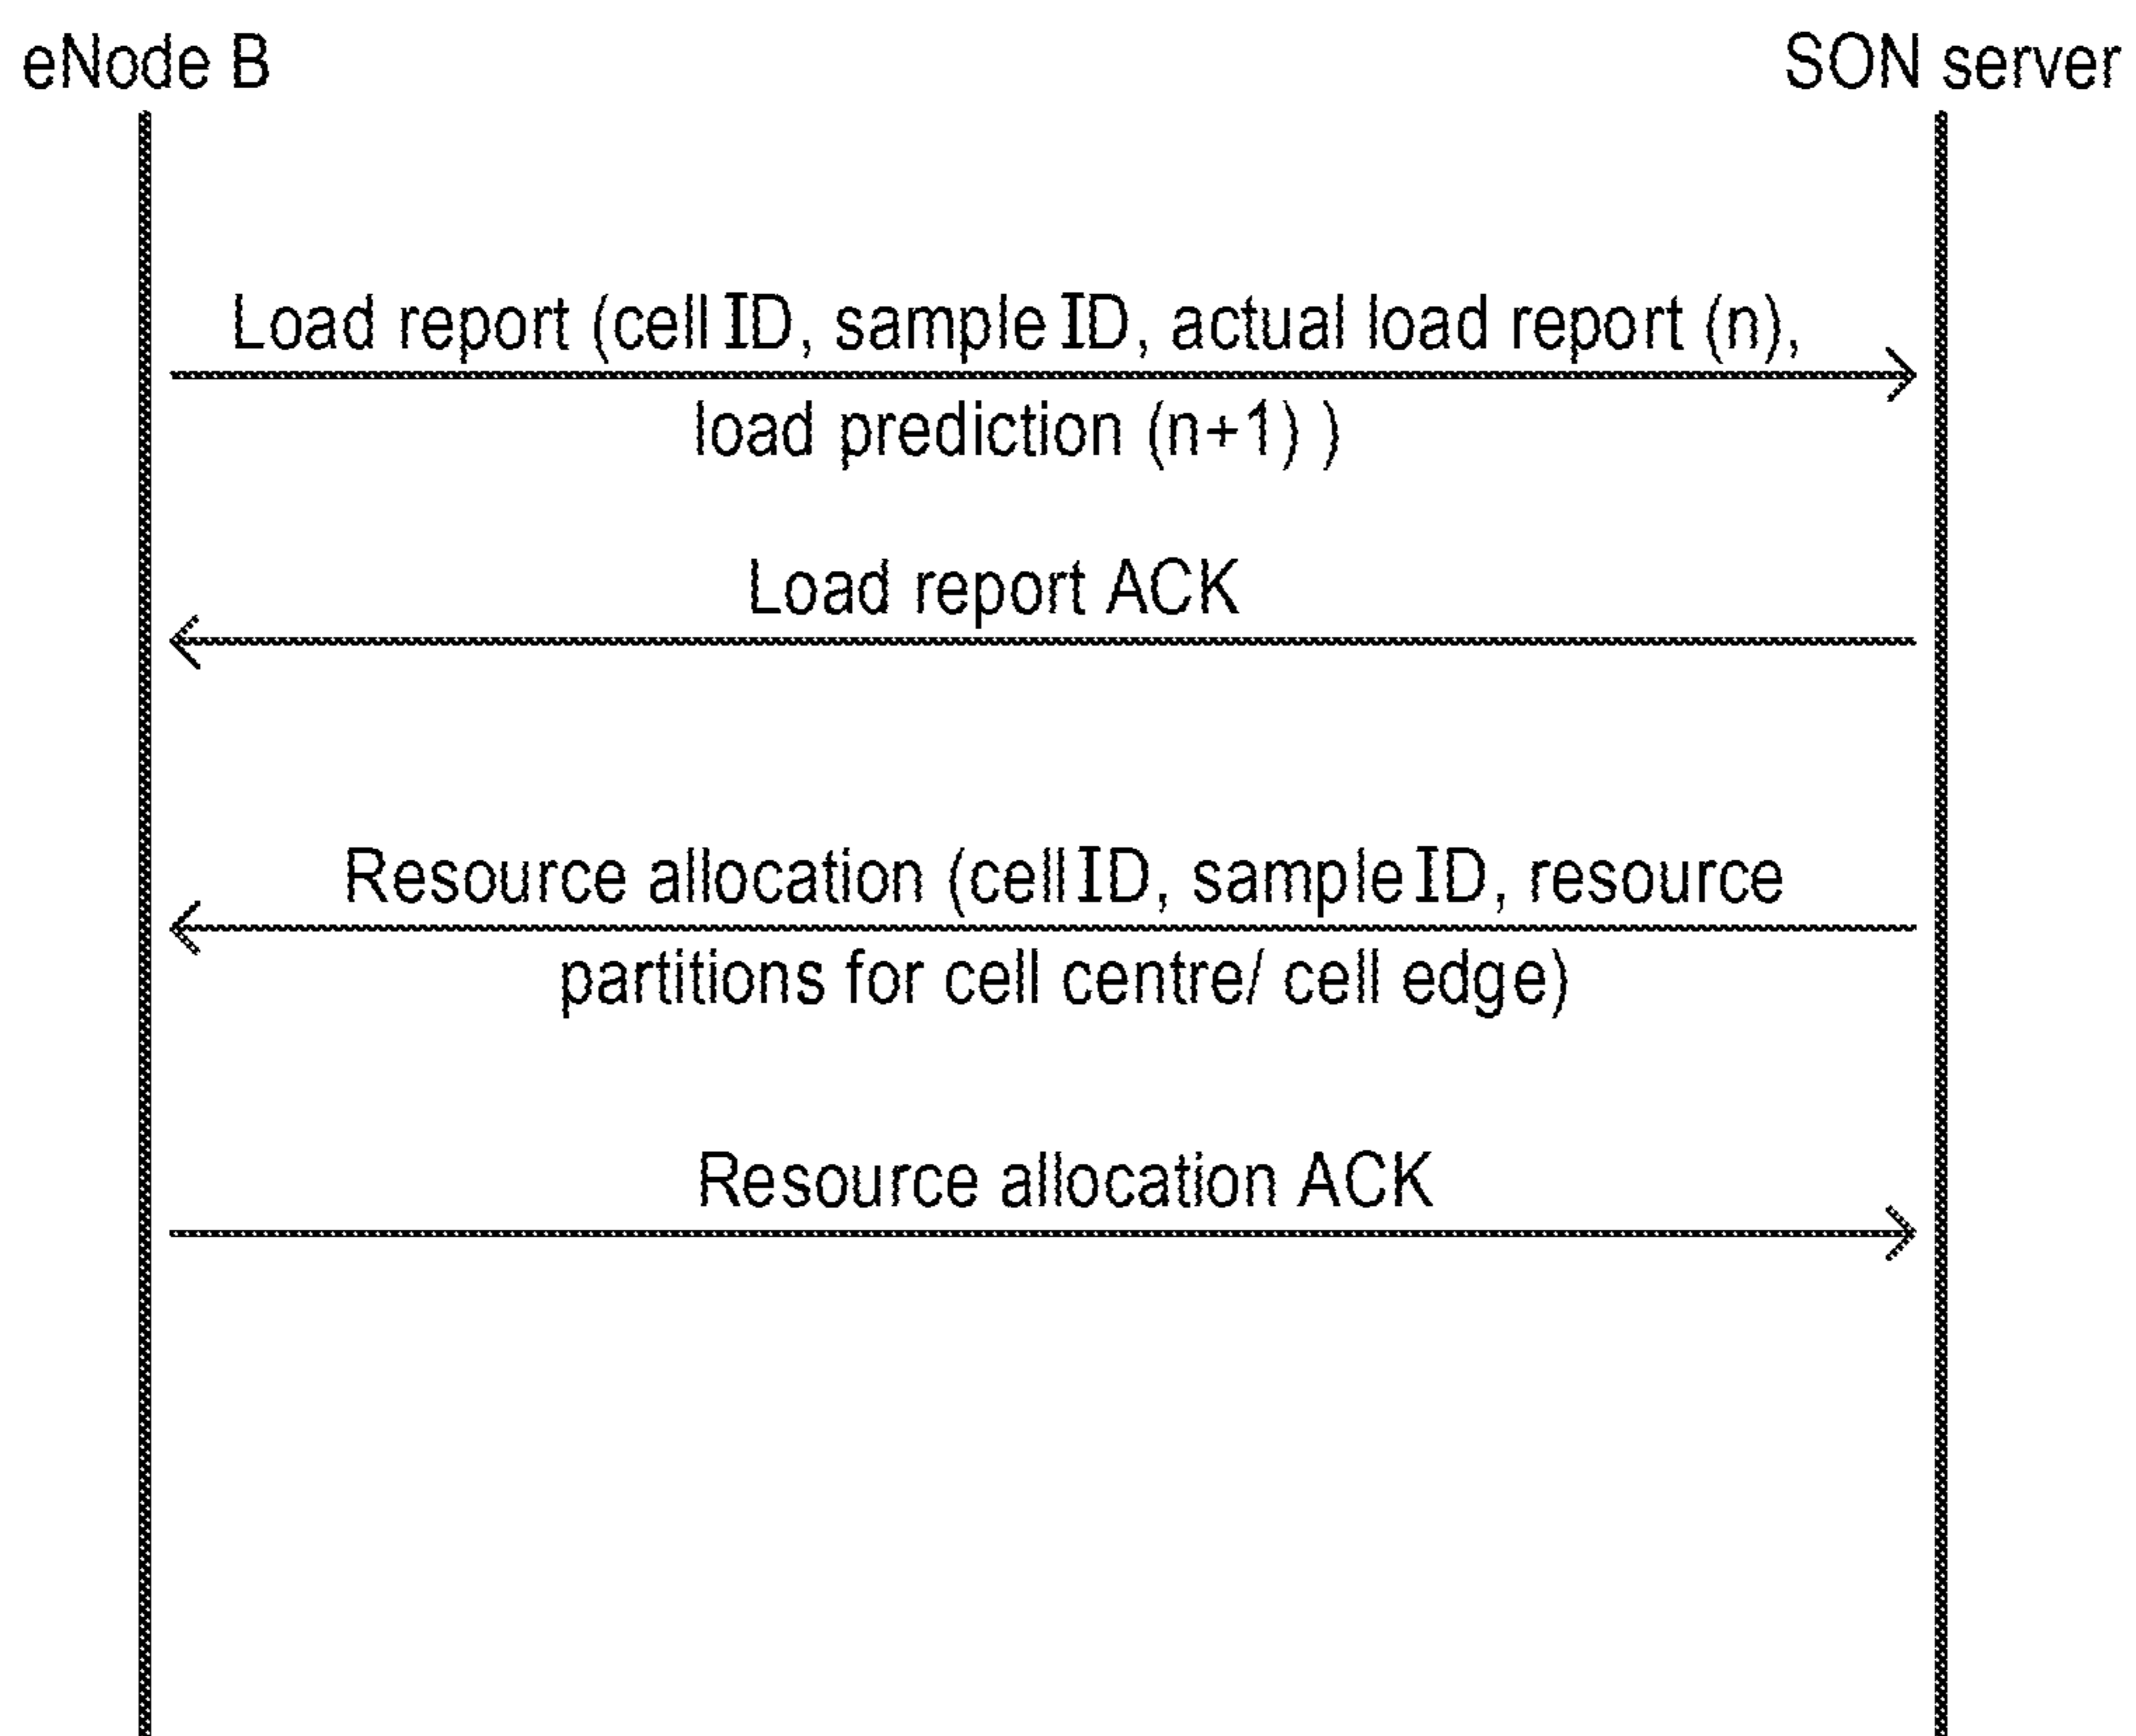 eNode B
SON server
Load report (cell ID, sample ID, actual load report (n),
load prediction (n+1) )
Load report ACK
Resource allocation (cell ID, sample ID, resource
partitions for cell centre/ cell edge)
Resource allocation ACK